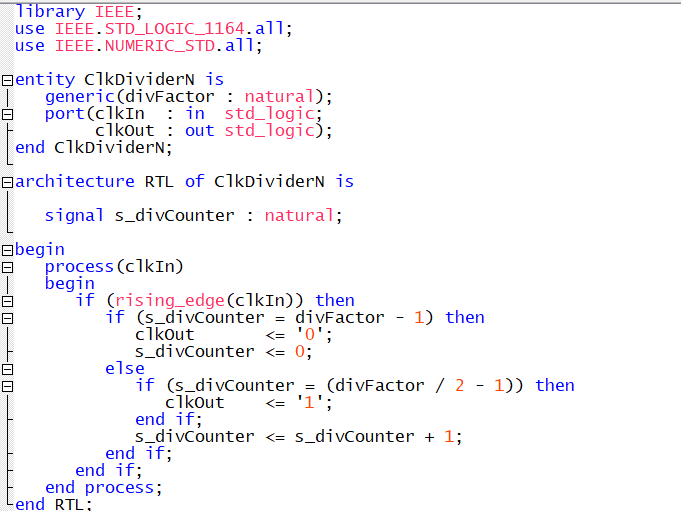 library IEEE;
use IEEE.STD_LOGIC_1164.all;
use IEEE.NUMERIC_STD.all;

entity ClkDividerN is
   generic(divFactor : natural);
   port(clkIn  : in  std_logic;
        clkOut : out std_logic);
end ClkDividerN;

architecture RTL of ClkDividerN is

   signal s_divCounter : natural;

begin
   process(clkIn)
   begin
      if (rising_edge(clkIn)) then
         if (s_divCounter = divFactor - 1) then
            clkOut       <= '0';
            s_divCounter <= 0;
         else
            if (s_divCounter = (divFactor / 2 - 1)) then
               clkOut    <= '1';
            end if;
            s_divCounter <= s_divCounter + 1;
         end if;
      end if;
   end process;
end RTL;